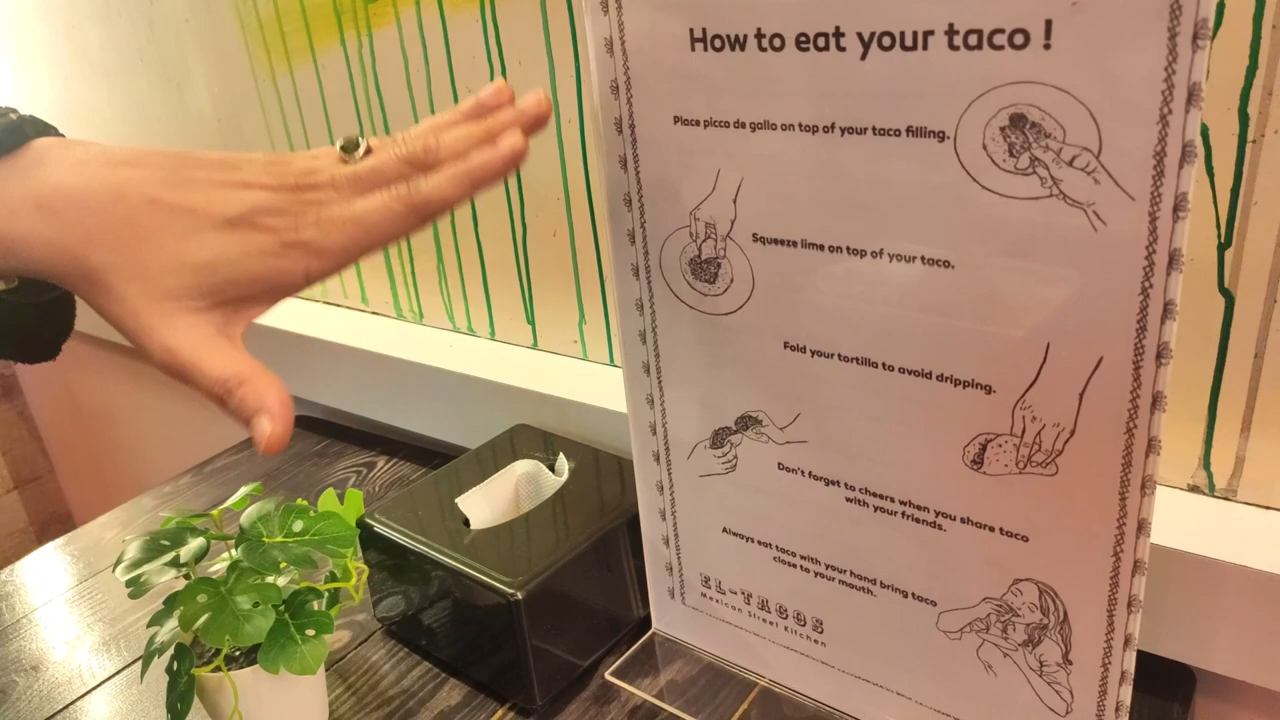 How to eat your taco !
Place picco de gallo on top of your taco filling.
Squeeze lime on top of your taco.
Fold your tortilla to avoid dripping.
Don't forget to cheers when you share taco
with your friends.
Always eat taco with your hand bring taco
close to your mouth.
EL-TACOS
Mexican Street Kitchen